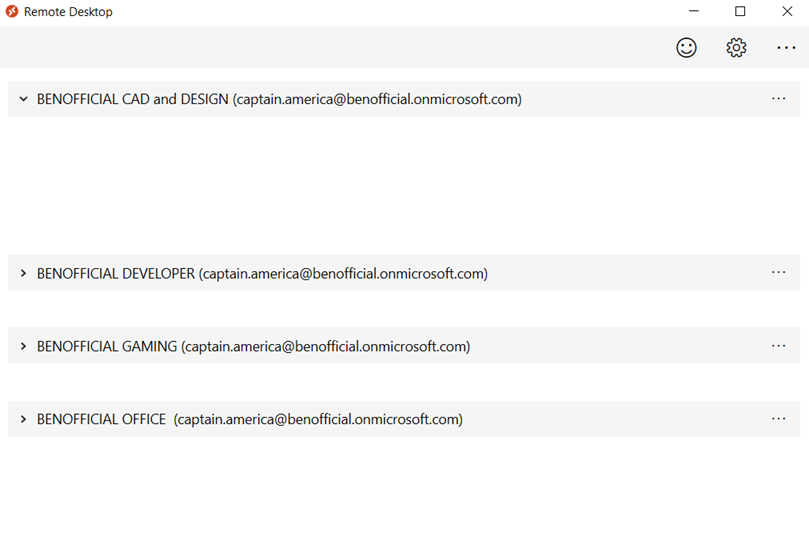 Remote Desktop
BENOFFICIAL CAD and DESIGN (captain.america@benofficial.onmicrosoft.com)
BENOFFICIAL DEVELOPER (captain.america@benofficial.onmicrosoft.com)
BENOFFICIAL GAMING (captain.america@benofficial.onmicrosoft.com)
BENOFFICIAL OFFICE (captain.america@benofficial.onmicrosoft.com)